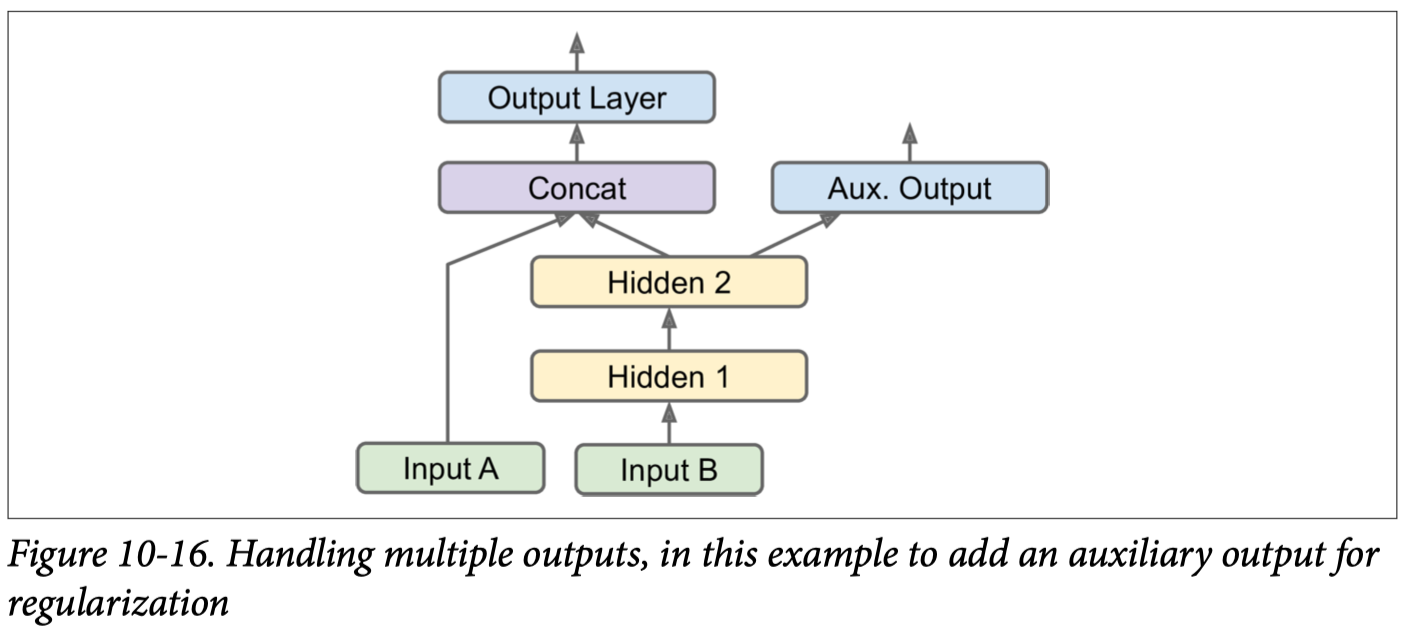 Output Layer
Concat
Aux. Output
Hidden 2
Hidden 1
Input A
Input B
Figure 10-16. Handling multiple outputs, in this example to add an auxiliary output for
regularization